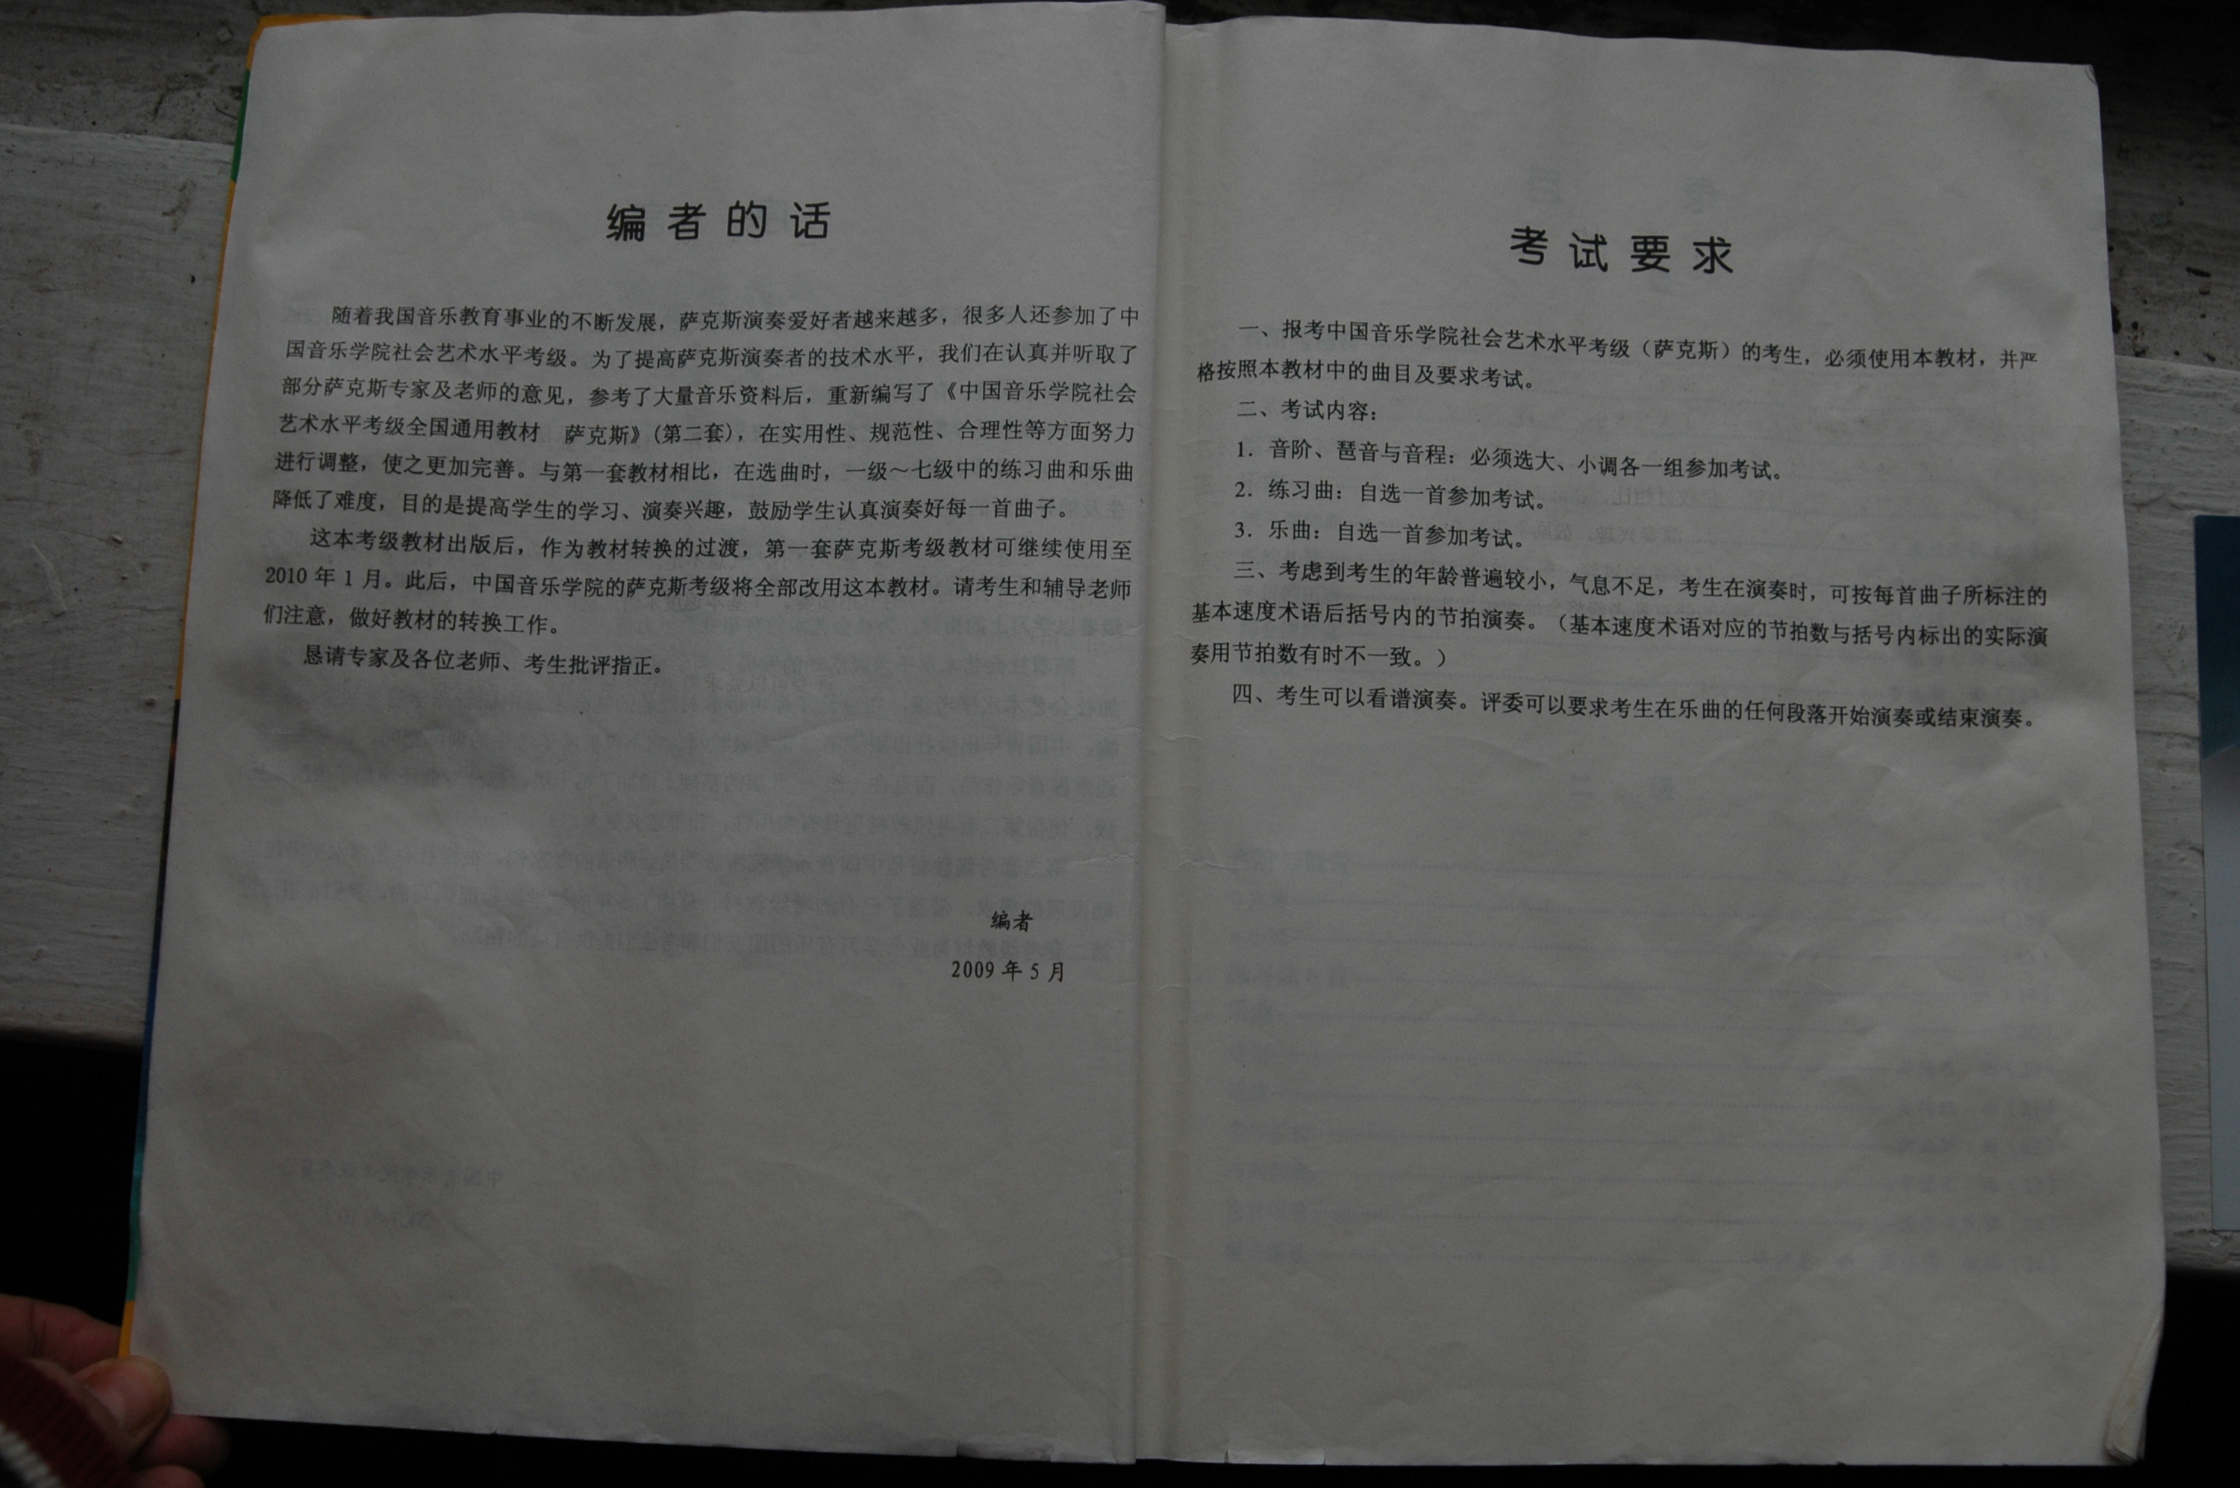 编者的话
随着我国音乐教育事业的不断发展，萨克斯演奏爱好者越来越多，很多人还参加了中
国音乐学院社会艺术水平考级。为了提高萨克斯演奏者的技术水平，我们在认真并听取了
部分萨克斯专家及老师的意见，参考了大量音乐资料后，重新编写了《中国音乐学院社会
艺术水平考级全国通用教材　萨克斯》(第二套)，在实用性、规范性、合理性等方面努力
进行调整，使之更加完善。与第一套教材相比，在选曲时，一级～七级中的练习曲和乐曲
降低了难度，目的是提高学生的学习、演奏兴趣，鼓励学生认真演奏好每一首曲子。
这本考级教材出版后，作为教材转换的过渡，第一套萨克斯考级教材可继续使用至
2010 年 1 月。此后，中国音乐学院的萨克斯考级将全部改用这本教材。请考生和辅导老师
们注意，做好教材的转换工作。
恳请专家及各位老师、考生批评指正。
编者
2009 年 5 月
考试要求
一、报考中国音乐学院社会艺术水平考级（萨克斯）的考生，必须使用本教材，并严
格按照本教材中的曲目及要求考试。
二、考试内容：
1．音阶、琶音与音程：必须选大、小调各一组参加考试。
2．练习曲：自选一首参加考试。
3．乐曲：自选一首参加考试。
三、考虑到考生的年龄普遍较小，气息不足，考生在演奏时，可按每首曲子所标注的
基本速度术语后括号内的节拍演奏。（基本速度术语对应的节拍数与括号内标出的实际演
奏用节拍数有时不一致。）
四、考生可以看谱演奏。评委可以要求考生在乐曲的任何段落开始演奏或结束演奏。